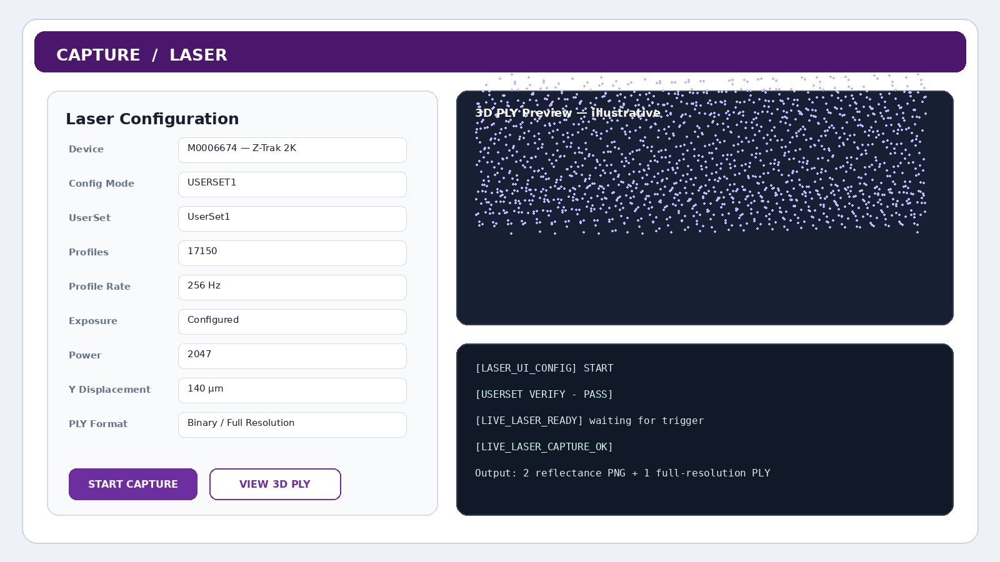 CAPTURE / LASER
Laser Configuration
Device M0006674 — Z-Trak 2K
Config Mode USERSET1
UserSet UserSet1
Profiles 17150
Profile Rate 256 Hz
Exposure Configured
Power 2047
Y Displacement 140 µm
PLY Format Binary / Full Resolution
START CAPTURE VIEW 3D PLY
3D PLY Preview — illustrative
[LASER_UI_CONFIG] START
[USERSET VERIFY - PASS]
[LIVE_LASER_READY] waiting for trigger
[LIVE_LASER_CAPTURE_OK]
Output: 2 reflectance PNG + 1 full-resolution PLY